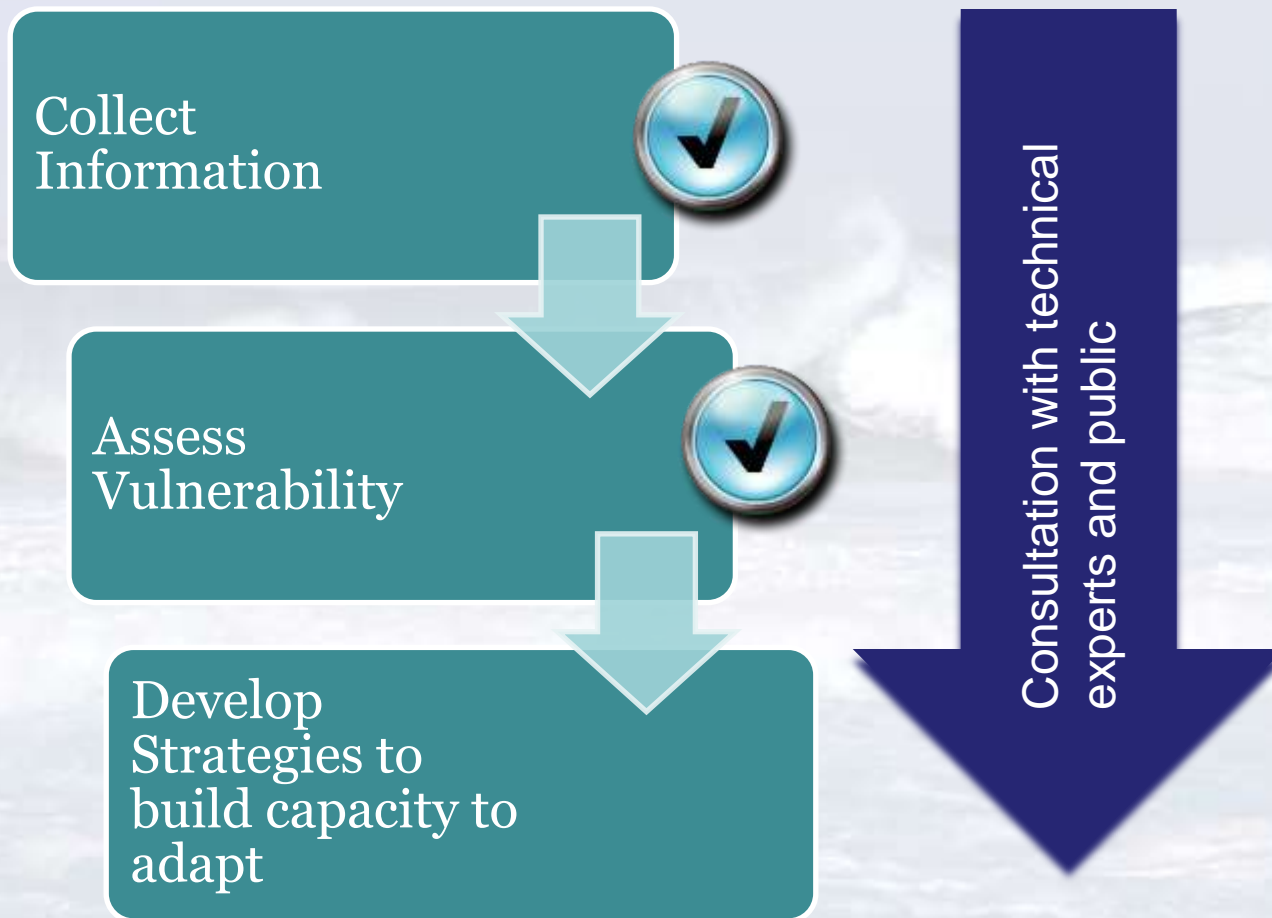 Collect
Information
Assess
Vulnerability
Develop
Strategies to
build capacity to
adapt
Consultation with technical
experts and public